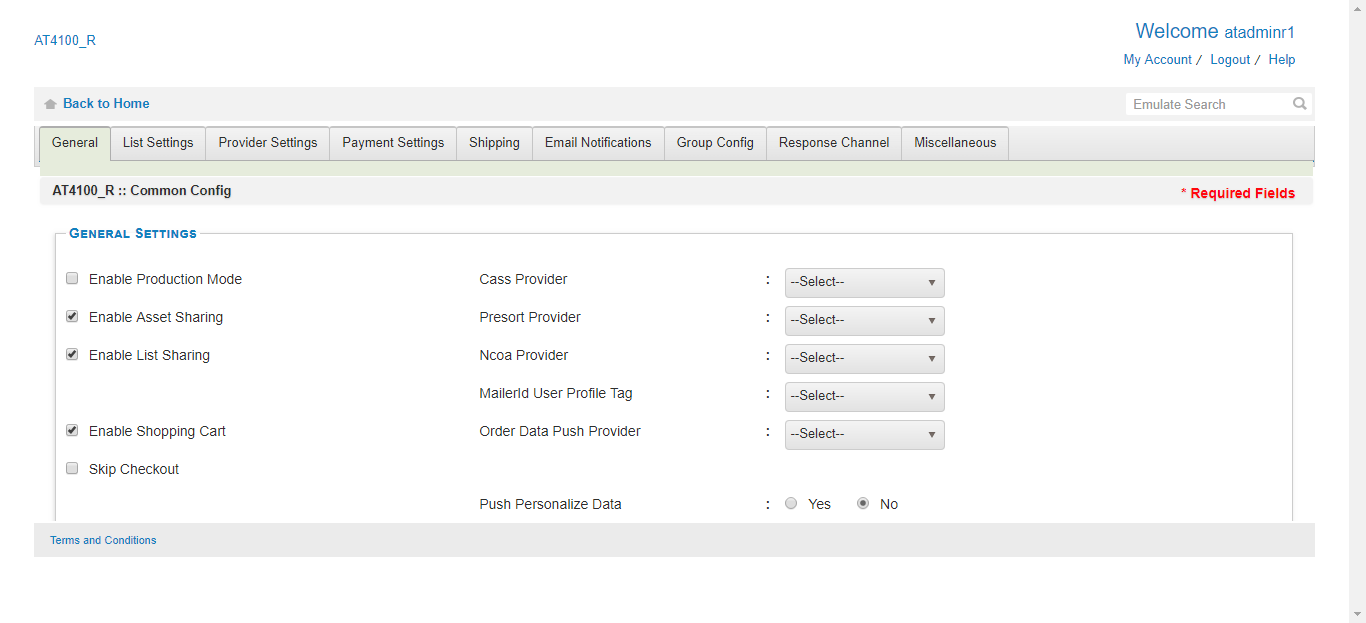 AT4100_R
Welcome atadminr1
My Account / Logout / Help
Back to Home
Emulate Search
General List Settings Provider Settings Payment Settings Shipping Email Notifications Group Config Response Channel Miscellaneous
AT4100_R :: Common Config
* Required Fields
General Settings
Enable Production Mode Cass Provider : --Select--
Enable Asset Sharing Presort Provider : --Select--
Enable List Sharing Ncoa Provider : --Select--
MailerId User Profile Tag : --Select--
Enable Shopping Cart Order Data Push Provider : --Select--
Skip Checkout
Push Personalize Data : Yes No
Terms and Conditions